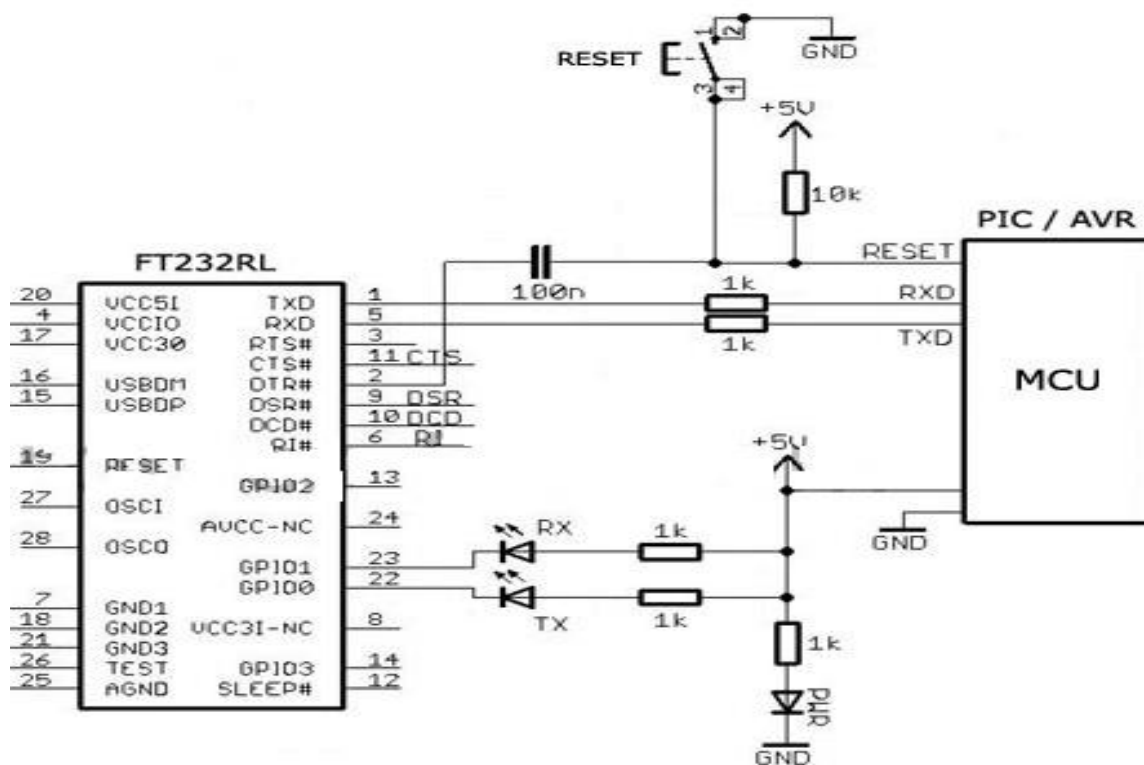 1 2
GND
RESET
3 4
+5V
10k
PIC / AVR
FT232RL
100n
RESET
1k
RXD
1k
TXD
MCU
20 VCC5I TXD 1
4 VCCIO RXD 5
17 VCC30 RTS# 3
CTS# 11 CTS
16 USBDM DTR# 2
15 USBDP DSR# 9 DSR
DCD# 10 DCD
RI# 6 RI
RESET
GPIO2 13
27 OSCI
AVCC-NC 24
28 OSCO
GPIO1 23
GPIO0 22
7 GND1
18 GND2 VCC3I-NC 8
21 GND3
26 TEST GPIO3 14
25 AGND SLEEP# 12
+5V
GND
RX 1k
TX 1k
1k
PWR
GND